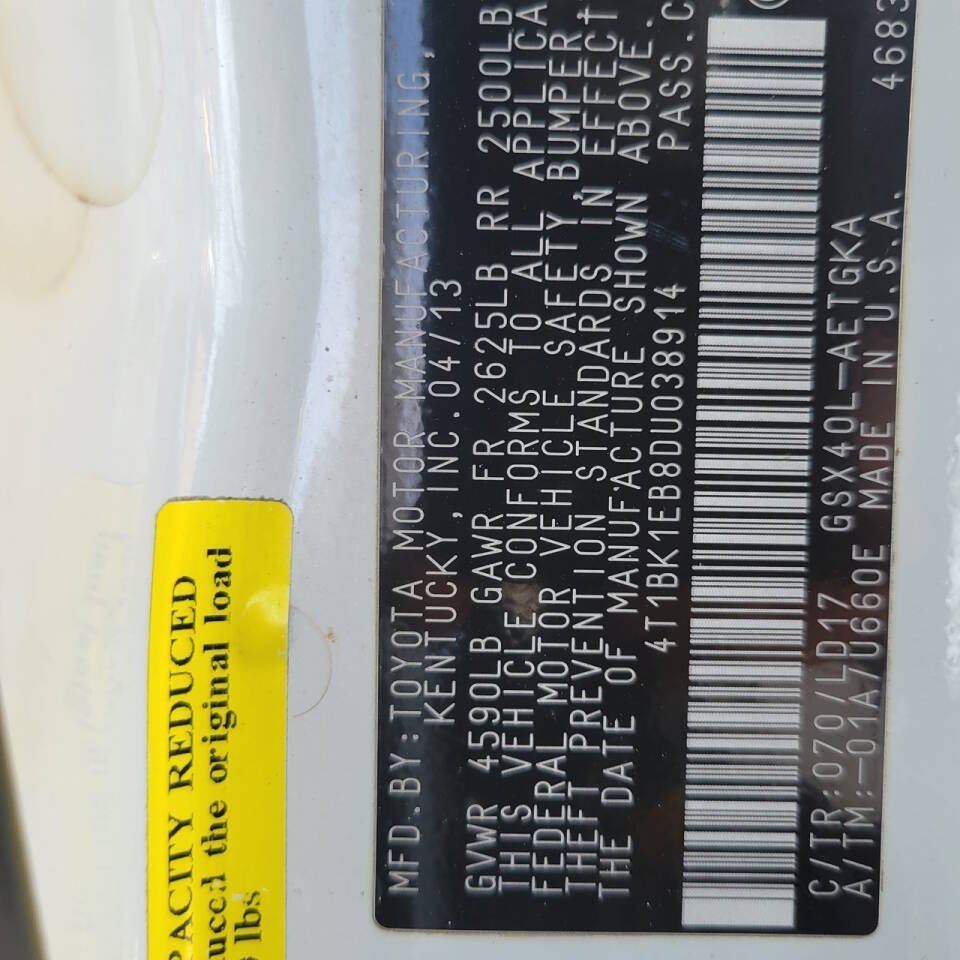 MFD.BY:TOYOTA MOTOR MANUFACTURING,
KENTUCKY,INC.04/13
GVWR 4590LB GAWR FR 2625LB RR 2500LB
THIS VEHICLE CONFORMS TO ALL APPLICA
FEDERAL MOTOR VEHICLE SAFETY, BUMPER,
THEFT PREVENTION STANDARDS IN EFFECT
THE DATE OF MANUFACTURE SHOWN ABOVE.
4T1BK1EB8DU038914 PASS.C
C/TR:070/LD17 GSX40L-AETGKA
A/TM:-01A/U660E MADE IN U.S.A. 4683
PACITY REDUCED
uced the original load
lbs